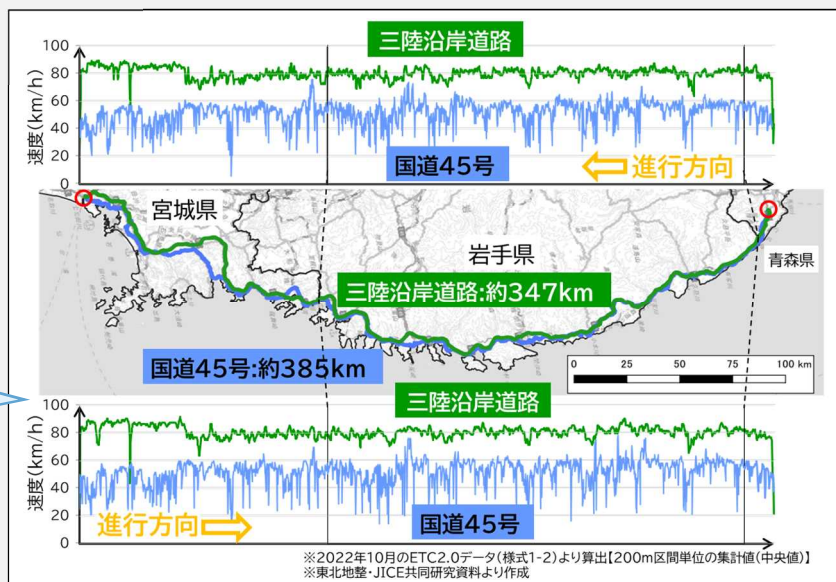 三陸沿岸道路
100
80
60
40
20
0
速度(km/h)
国道45号
進行方向
宮城県
岩手県
青森県
三陸沿岸道路:約347km
国道45号:約385km
0 25 50 75 100 km
三陸沿岸道路
100
80
60
40
20
0
速度(km/h)
進行方向
国道45号
※2022年10月のETC2.0データ(様式1-2)より算出【200m区間単位の集計値(中央値)】
※東北地整・JICE共同研究資料より作成